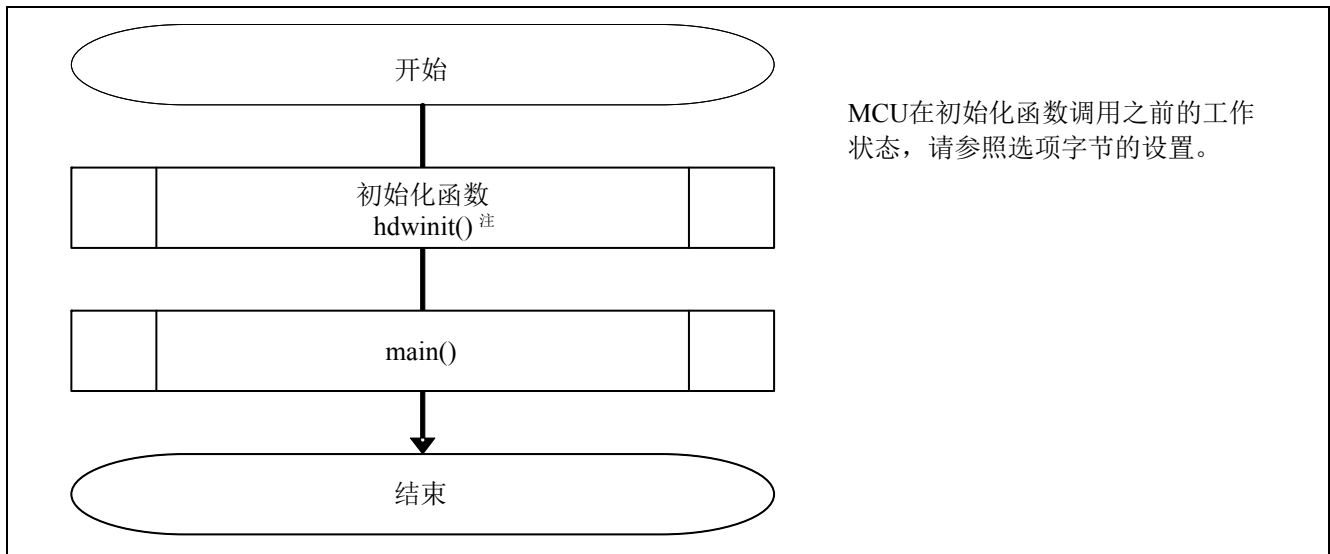 开始
MCU在初始化函数调用之前的工作
状态，请参照选项字节的设置。
初始化函数
hdwinit() 注
main()
结束